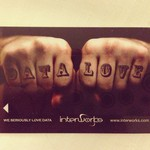 DATA LOVE
WE SERIOUSLY LOVE DATA
interworks
www.interworks.com